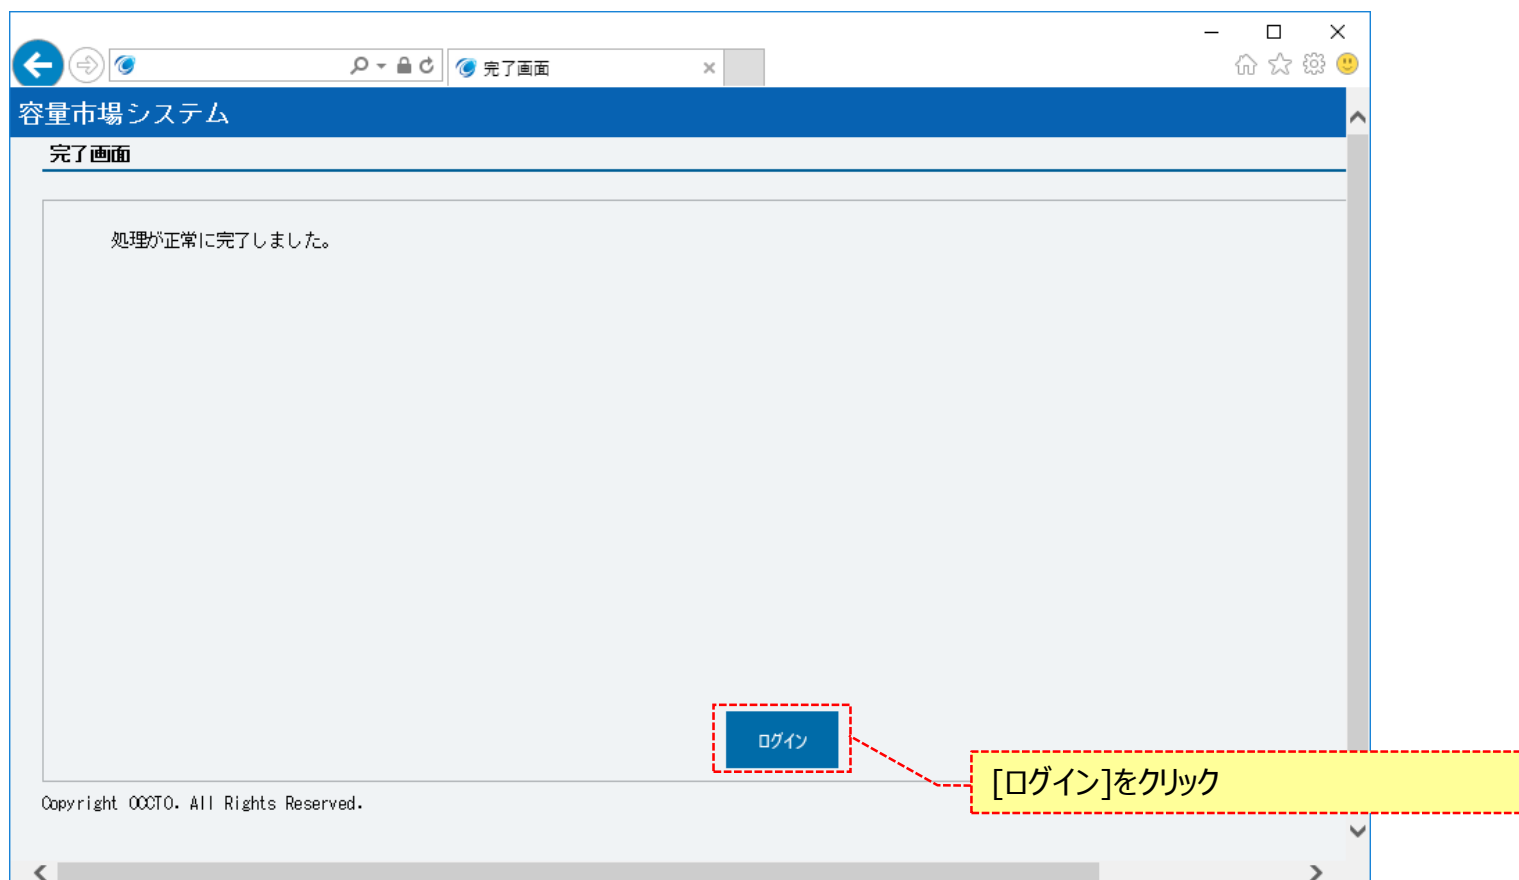 完了画面
容量市場システム
完了画面
処理が正常に完了しました。
ログイン
[ログイン]をクリック
Copyright OCCTO. All Rights Reserved.